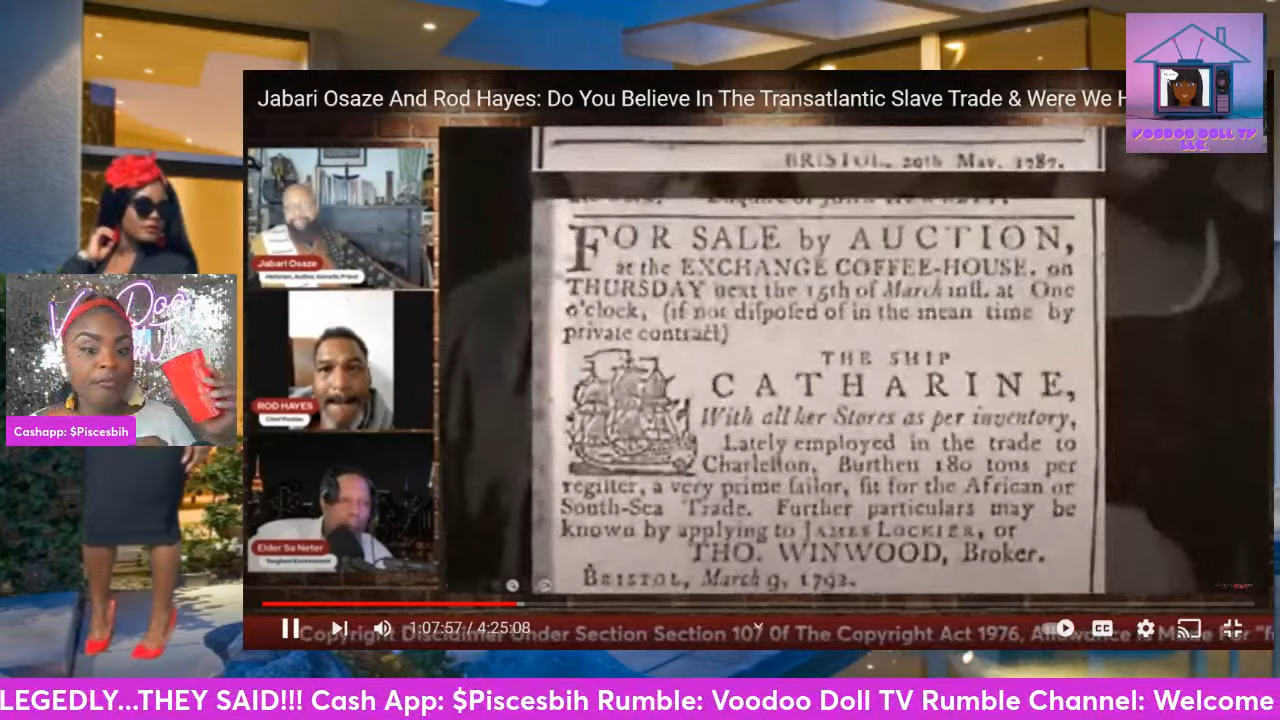 Jabari Osaze And Rod Hayes: Do You Believe In The Transatlantic Slave Trade & Were We H
VOODOO DOLL TV
LLC.
BRISTOL, 29th May, 1787.
FOR SALE by AUCTION,
at the EXCHANGE COFFEE-HOUSE, on
THURSDAY next the 15th of March inſt. at One
o'clock, (if not diſpoſed of in the mean time by
private contract)
THE SHIP
CATHARINE,
With all her Stores as per inventory,
Lately employed in the trade to
Charleſton, Burthen 180 tons per
regiſter, a very prime ſailor, fit for the African or
South-Sea Trade. Further particulars may be
known by applying to JAMES LOCKIER, or
THO. WINWOOD, Broker.
BRISTOL, March 9, 1792.
Jabari Osaze
Historian, Author, Kemetic Priest
ROD HAYES
Elder Sa Neter
Cashapp: $Piscesbih
1:07:57 / 4:25:08
CC
Copyright Disclaimer Under Section Section 107 Of The Copyright Act 1976, Allowance Is Made For "f
LEGEDLY...THEY SAID!!! Cash App: $Piscesbih Rumble: Voodoo Doll TV Rumble Channel: Welcome